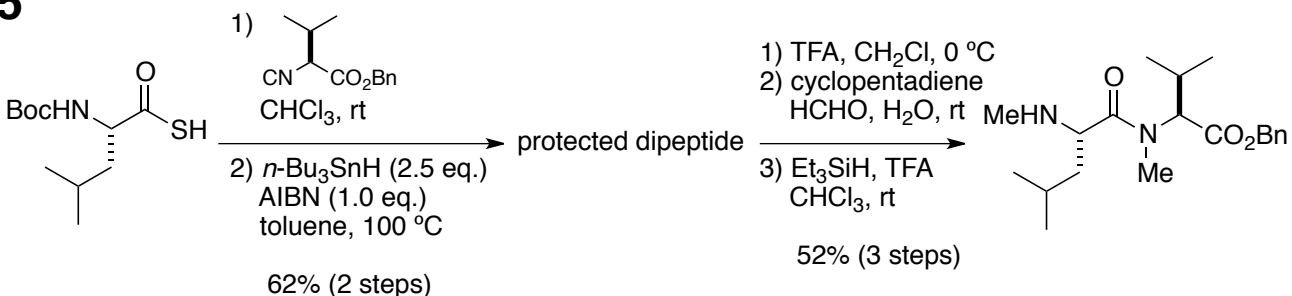 5
1)
CN CO₂Bn
CHCl₃, rt
O
BocHN
SH
2) n-Bu₃SnH (2.5 eq.)
AIBN (1.0 eq.)
toluene, 100 ºC
62% (2 steps)
protected dipeptide
1) TFA, CH₂Cl, 0 ºC
2) cyclopentadiene
HCHO, H₂O, rt
3) Et₃SiH, TFA
CHCl₃, rt
52% (3 steps)
O
MeHN N CO₂Bn
Me